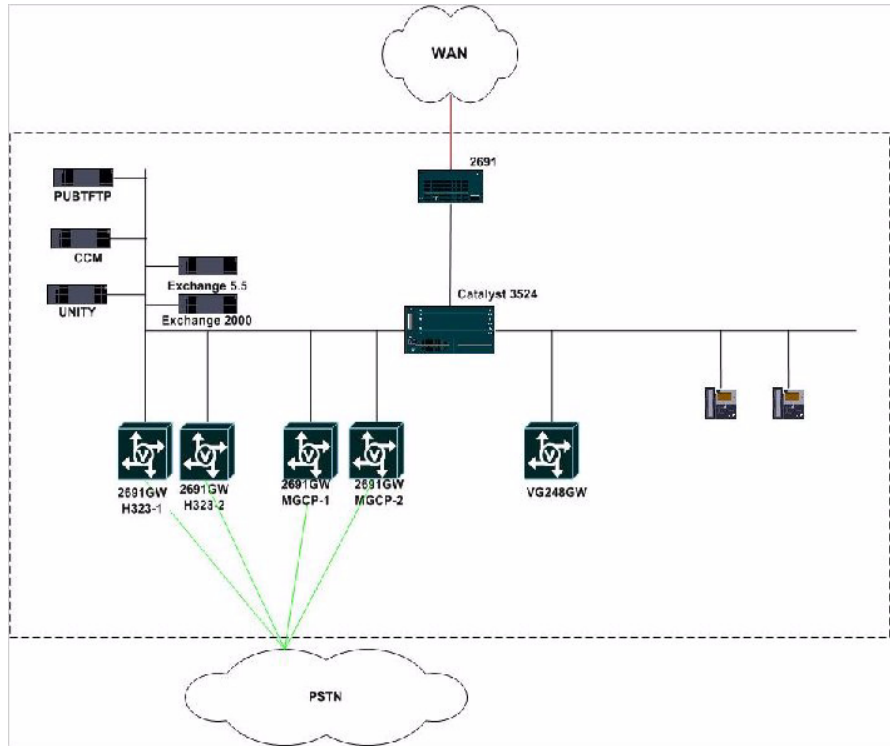 WAN
2691
PUBTFTP
CCM
Exchange 5.5
UNITY
Exchange 2000
Catalyst 3524
2691GW
H323-1
2691GW
H323-2
2691GW
MGCP-1
2691GW
MGCP-2
VG248GW
PSTN